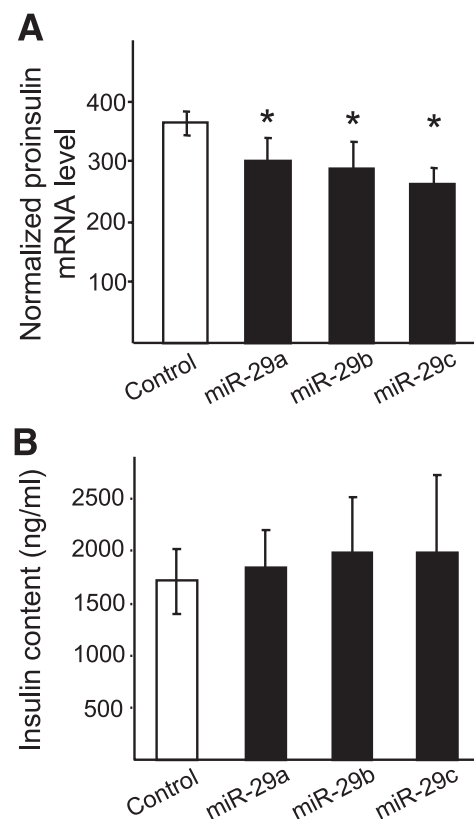 A
Normalized proinsulin
mRNA level
400
300
200
100
*
*
*
Control
miR-29a
miR-29b
miR-29c
B
Insulin content (ng/ml)
2500
2000
1500
1000
500
Control
miR-29a
miR-29b
miR-29c